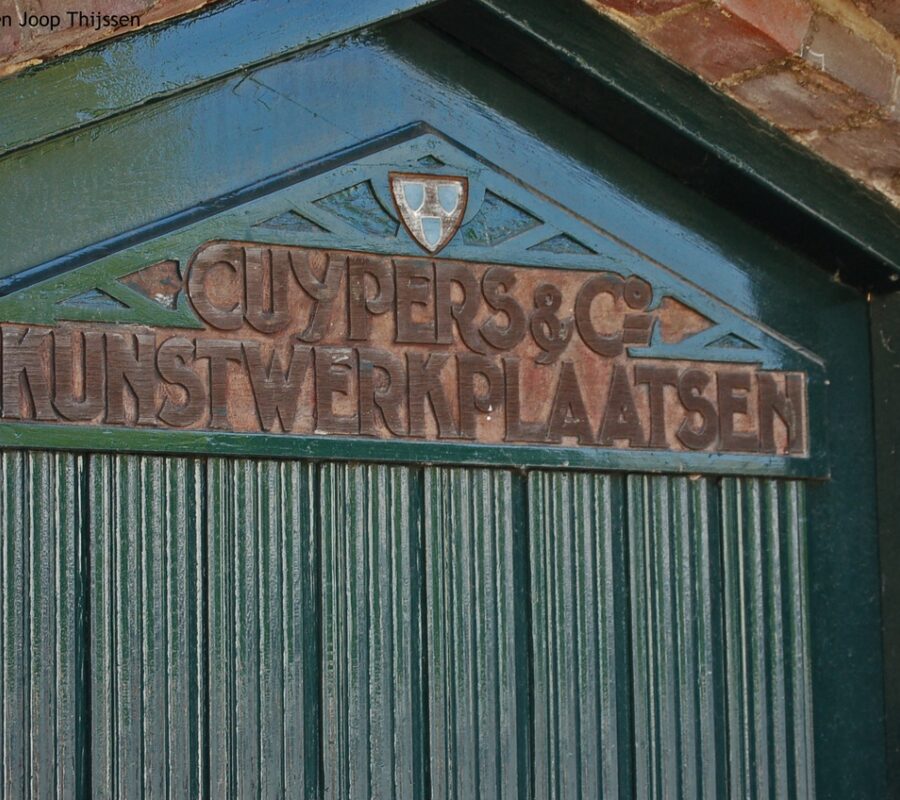 en Joop Thijssen
CUYPERS & Co
KUNSTWERKPLAATSEN